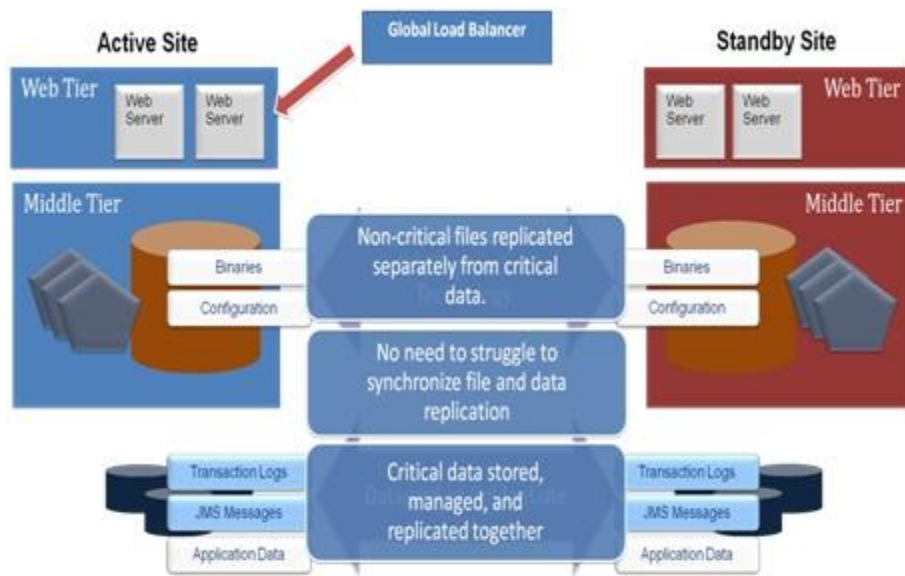 Global Load Balancer
Active Site
Standby Site
Web Tier
Web
Server
Web
Server
Web Tier
Web
Server
Web
Server
Middle Tier
Middle Tier
Binaries
Configuration
Non-critical files replicated
separately from critical
data.
Binaries
Configuration
No need to struggle to
synchronize file and data
replication
Transaction Logs
JMS Messages
Application Data
Critical data stored,
managed, and
replicated together
Transaction Logs
JMS Messages
Application Data